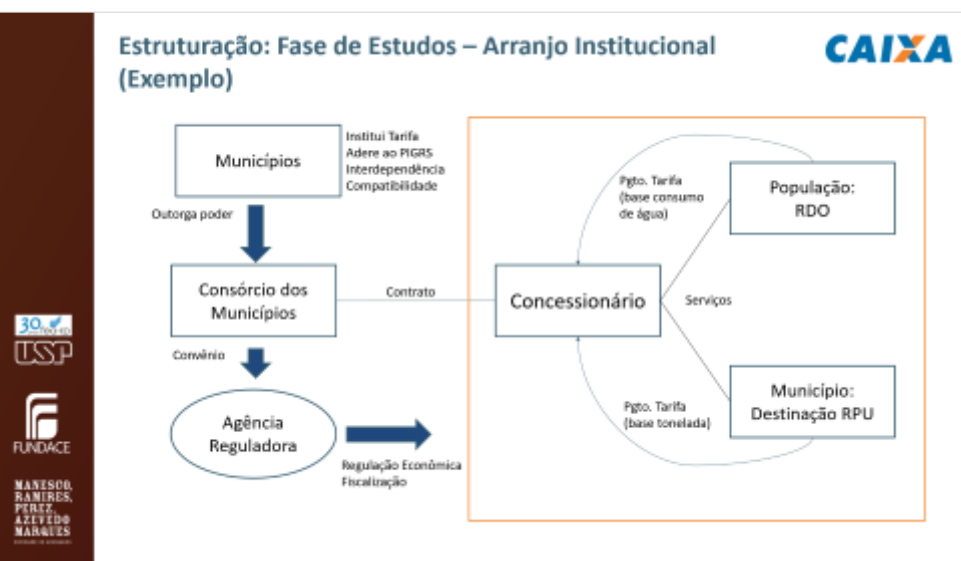 Estruturação: Fase de Estudos – Arranjo Institucional
(Exemplo)
CAIXA
Municípios
Institui Tarifa
Adere ao PIGRS
Interdependência
Compatibilidade
Outorga poder
Consórcio dos
Municípios
Convênio
Agência
Reguladora
Regulação Econômica
Fiscalização
Contrato
Concessionário
Pgto. Tarifa
(base consumo
de água)
População:
RDO
Serviços
Município:
Destinação RPU
Pgto. Tarifa
(base tonelada)
30
USP
FUNDACE
MANESCO,
RAMIRES,
PEREZ,
AZEVEDO
MARQUES